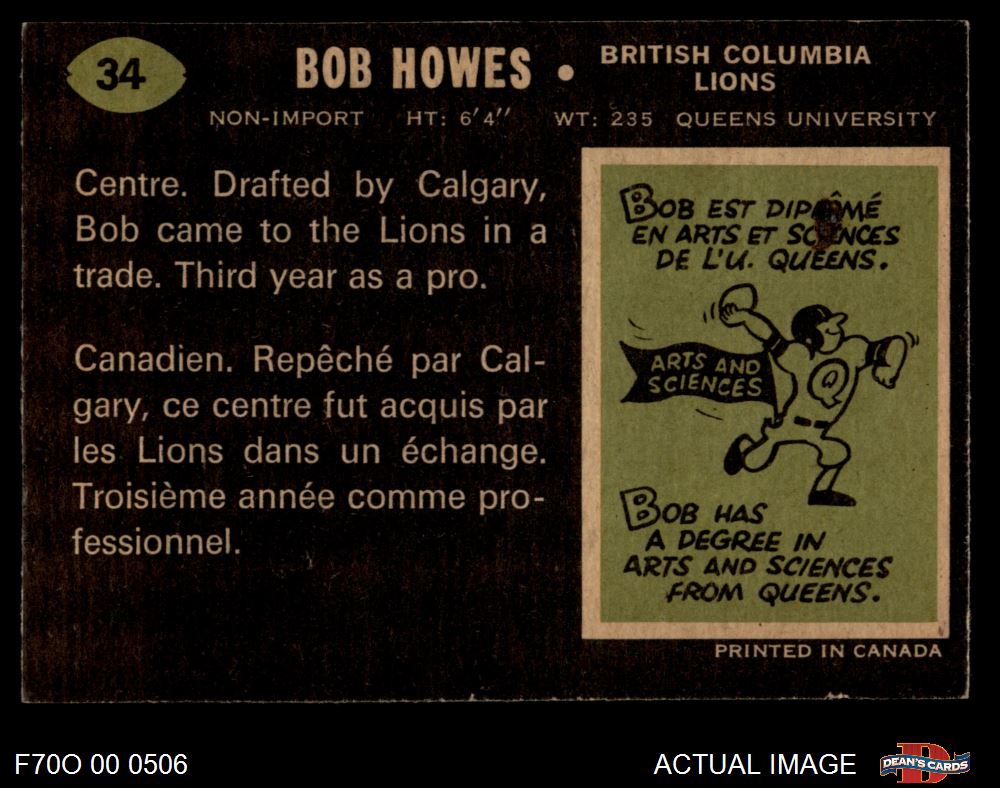 34
BOB HOWES • BRITISH COLUMBIA
LIONS
NON-IMPORT HT: 6'4" WT: 235 QUEENS UNIVERSITY
Centre. Drafted by Calgary,
Bob came to the Lions in a
trade. Third year as a pro.
Canadien. Repêché par Cal-
gary, ce centre fut acquis par
les Lions dans un échange.
Troisième année comme pro-
fessionnel.
BOB EST DIPLÔMÉ
EN ARTS ET SCIENCES
DE L'U. QUEENS.
ARTS AND
SCIENCES
Q
BOB HAS
A DEGREE IN
ARTS AND SCIENCES
FROM QUEENS.
PRINTED IN CANADA
F70O 00 0506
ACTUAL IMAGE
D
DEAN'S CARDS